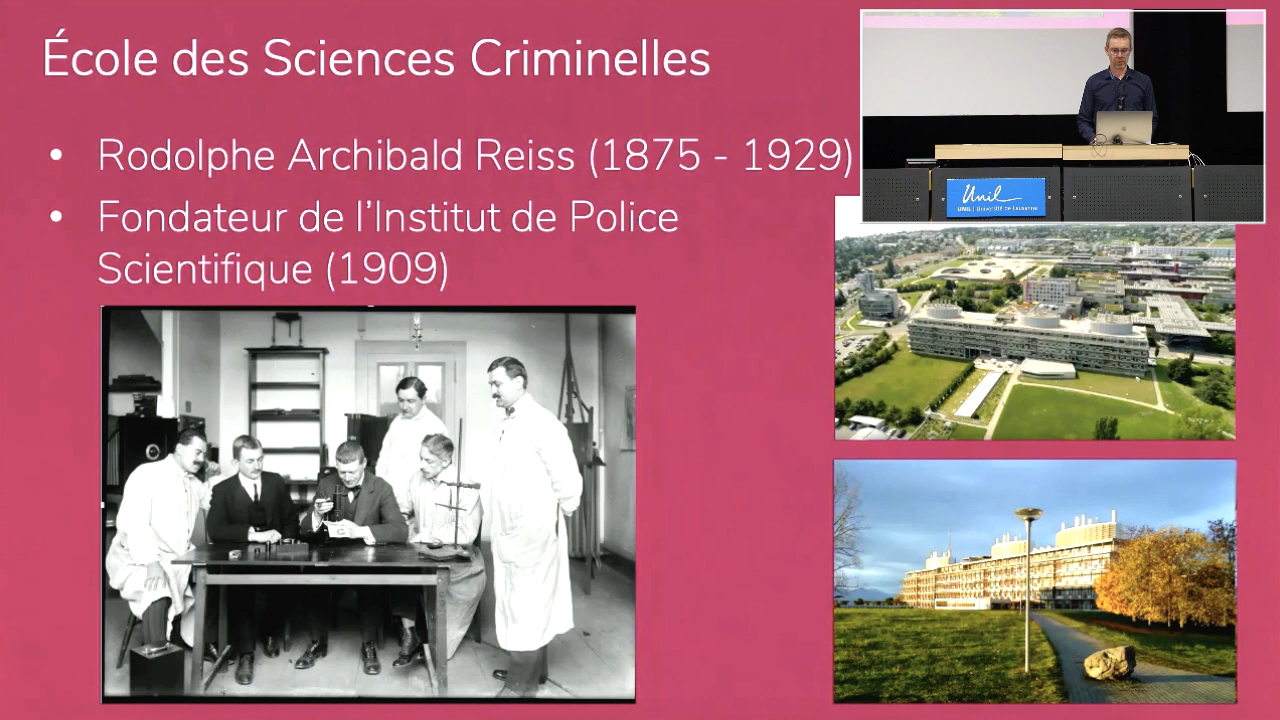 École des Sciences Criminelles
• Rodolphe Archibald Reiss (1875 - 1929)
• Fondateur de l’Institut de Police
Scientifique (1909)
Unil
UNIL | Université de Lausanne